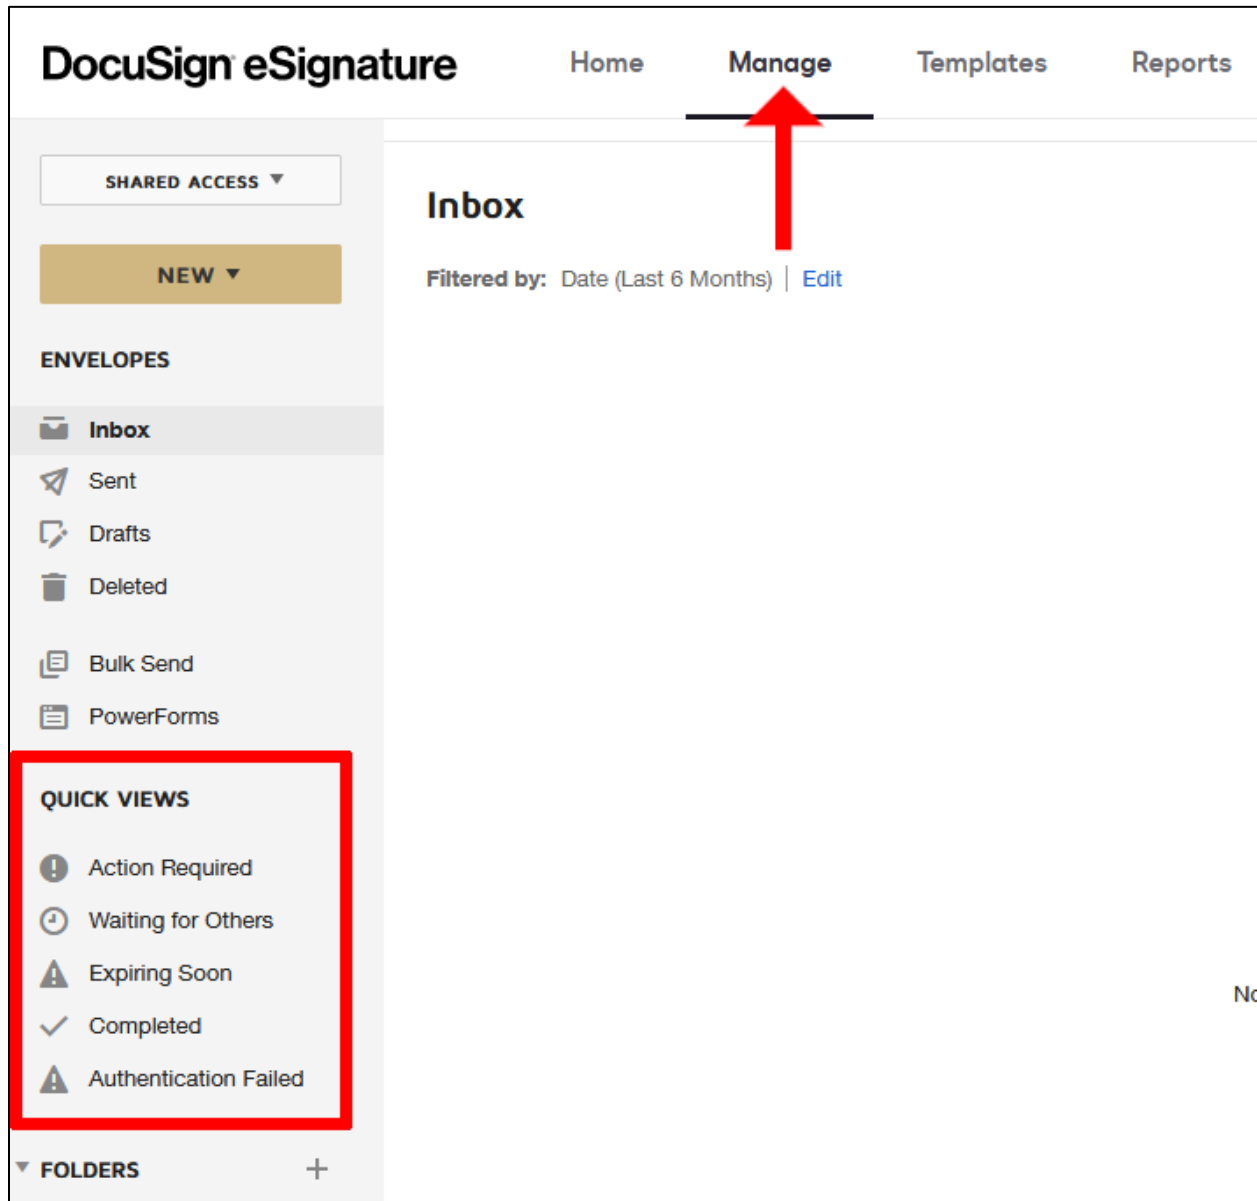 DocuSign eSignature
Home
Manage
Templates
Reports
SHARED ACCESS
NEW
ENVELOPES
Inbox
Sent
Drafts
Deleted
Bulk Send
PowerForms
QUICK VIEWS
Action Required
Waiting for Others
Expiring Soon
Completed
Authentication Failed
FOLDERS
Inbox
Filtered by: Date (Last 6 Months) | Edit